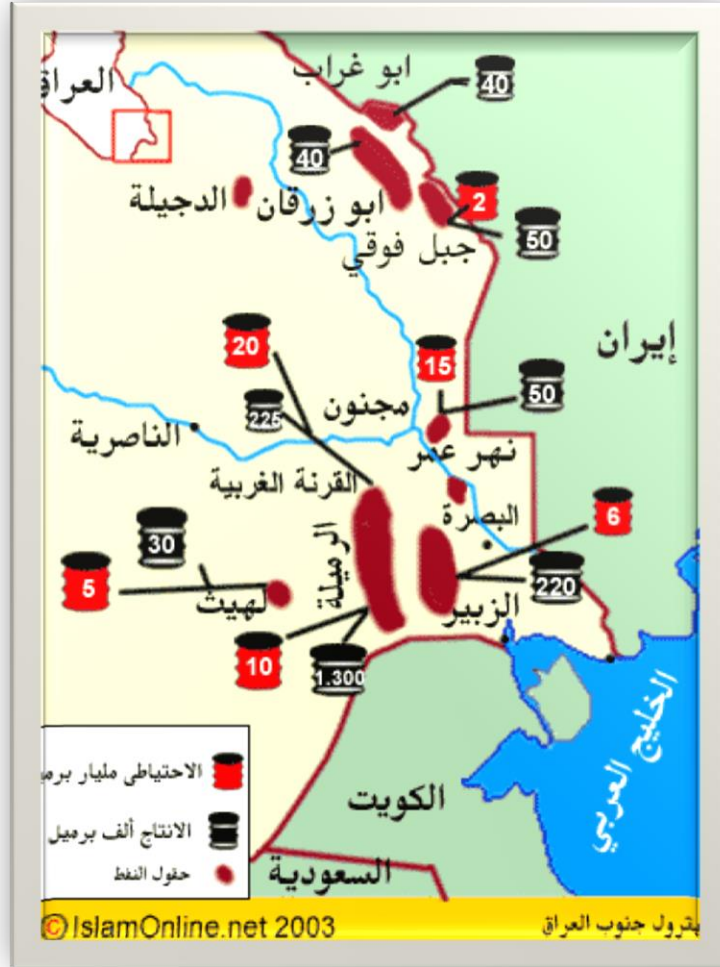 ابو غراب
40
العراق
40
الدجيلة
ابو زرقان
2
جبل فوقي
50
إيران
20
15
50
225
مجنون
الناصرية
نهر عمر
القرنة الغربية
البصرة
6
30
الرميلة
5
لهيث
220
الزبير
10
1.300
الخليج العربي
الاحتياطى مليار برمي
الكويت
الانتاج ألف برميل
حقول النفط
السعودية
© IslamOnline.net 2003
بترول جنوب العراق